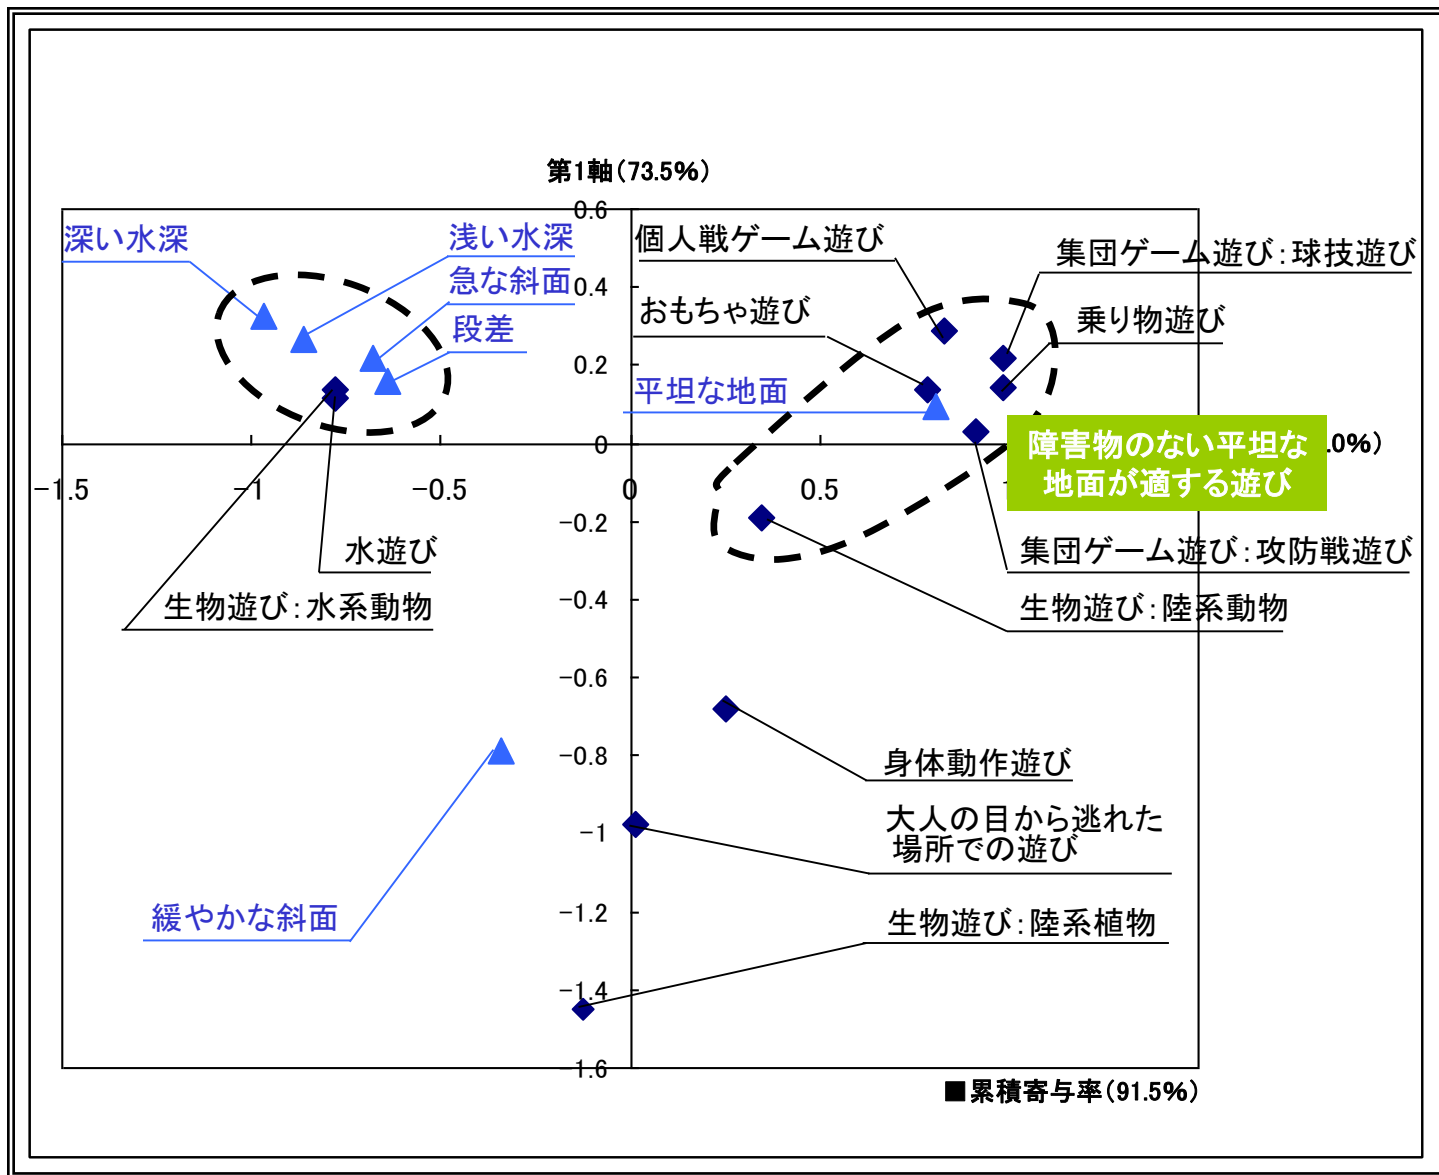 第1軸(73.5%)
0.6
深い水深
浅い水深
個人戦ゲーム遊び
集団ゲーム遊び:球技遊び
急な斜面
0.4
おもちゃ遊び
乗り物遊び
段差
0.2
平坦な地面
0
障害物のない平坦な
地面が適する遊び
.0%)
-1.5
-1
-0.5
0
0.5
-0.2
水遊び
集団ゲーム遊び:攻防戦遊び
生物遊び:水系動物
-0.4
生物遊び:陸系動物
-0.6
-0.8
身体動作遊び
-1
大人の目から逃れた
場所での遊び
緩やかな斜面
-1.2
生物遊び:陸系植物
-1.4
-1.6
■累積寄与率(91.5%)